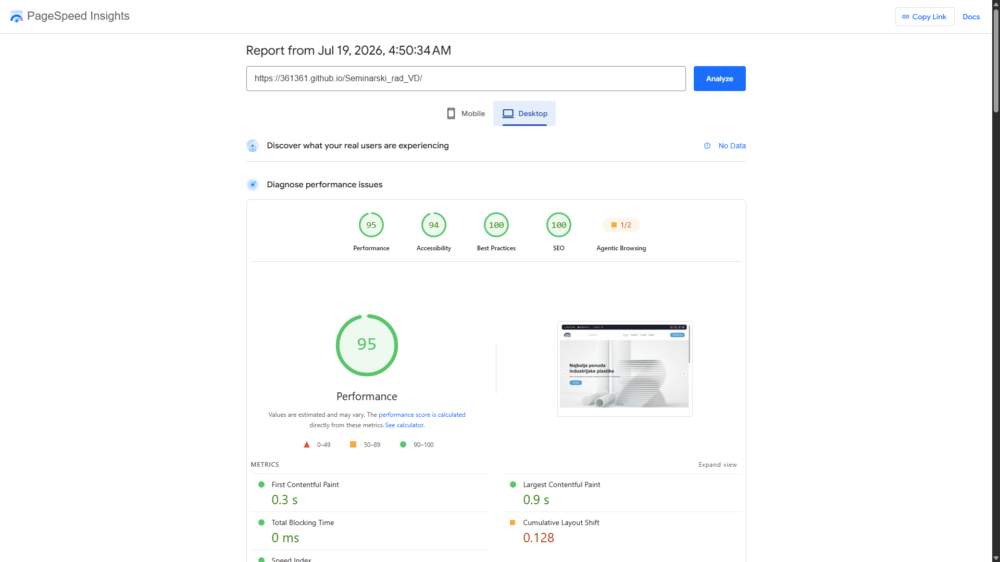 PageSpeed Insights
Copy Link
Docs
Report from Jul 19, 2026, 4:50:34 AM
https://361361.github.io/Seminarski_rad_VD/
Analyze
Mobile
Desktop
Discover what your real users are experiencing
No Data
Diagnose performance issues
95
94
100
100
1/2
Performance
Accessibility
Best Practices
SEO
Agentic Browsing
95
Performance
Values are estimated and may vary. The performance score is calculated
directly from these metrics. See calculator.
0–49
50–89
90–100
Najbolja ponuda
industrijske plastike
METRICS
Expand view
First Contentful Paint
0.3 s
Largest Contentful Paint
0.9 s
Total Blocking Time
0 ms
Cumulative Layout Shift
0.128
Speed Index